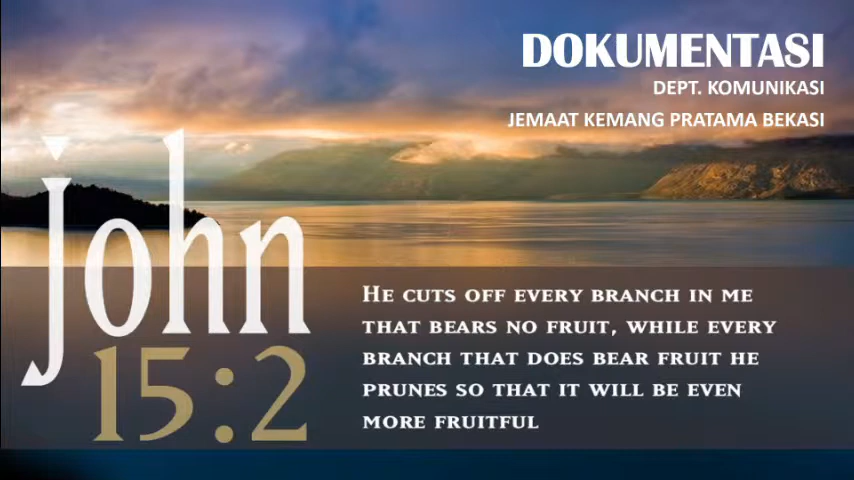 DOKUMENTASI
DEPT. KOMUNIKASI
JEMAAT KEMANG PRATAMA BEKASI
john
15:2
He cuts off every branch in me
that bears no fruit, while every
branch that does bear fruit he
prunes so that it will be even
more fruitful